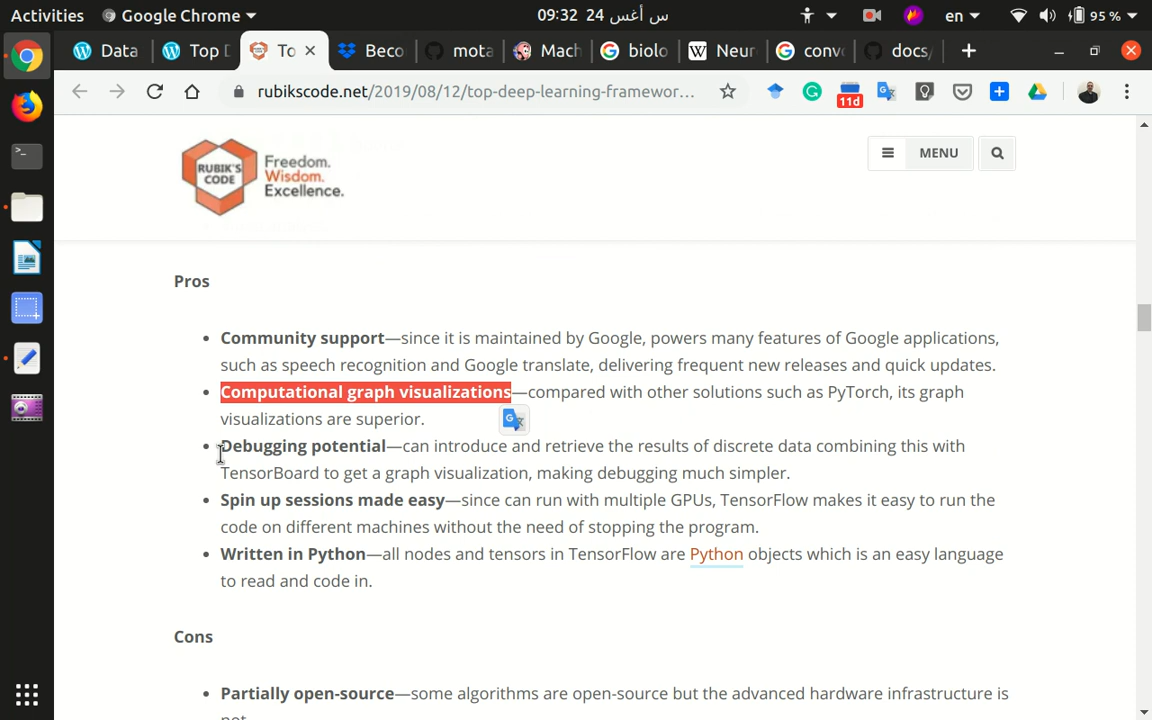 Activities Google Chrome 09:32 24 س أغس en 95 %
Data Top D To Beco mota Mach biolo Neur conv docs/
rubikscode.net/2019/08/12/top-deep-learning-framewor... 11d
RUBIK'S CODE
Freedom.
Wisdom.
Excellence.
MENU
Pros
Community support—since it is maintained by Google, powers many features of Google applications,
such as speech recognition and Google translate, delivering frequent new releases and quick updates.
Computational graph visualizations—compared with other solutions such as PyTorch, its graph
visualizations are superior.
Debugging potential—can introduce and retrieve the results of discrete data combining this with
TensorBoard to get a graph visualization, making debugging much simpler.
Spin up sessions made easy—since can run with multiple GPUs, TensorFlow makes it easy to run the
code on different machines without the need of stopping the program.
Written in Python—all nodes and tensors in TensorFlow are Python objects which is an easy language
to read and code in.
Cons
Partially open-source—some algorithms are open-source but the advanced hardware infrastructure is
not.